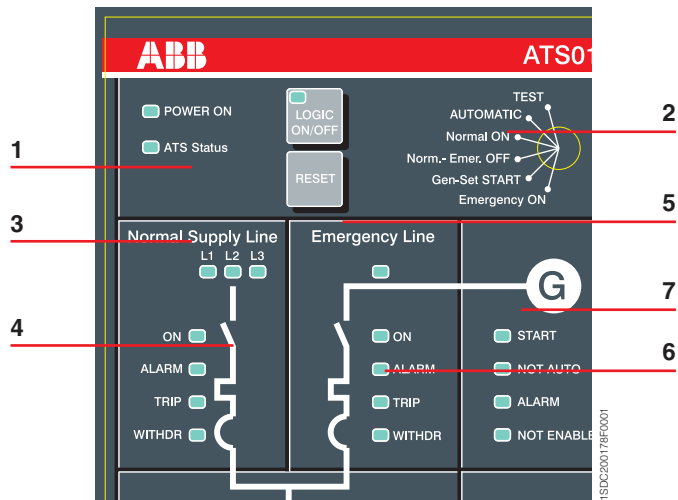 ABB
ATS01
POWER ON
ATS Status
LOGIC
ON/OFF
RESET
TEST
AUTOMATIC
Normal ON
Norm.- Emer. OFF
Gen-Set START
Emergency ON
1
2
3
5
Normal Supply Line
L1 L2 L3
Emergency Line
G
7
4
ON
ALARM
TRIP
WITHDR
ON
ALARM
TRIP
WITHDR
6
START
NOT AUTO
ALARM
NOT ENABLE
1SDC200178F0001